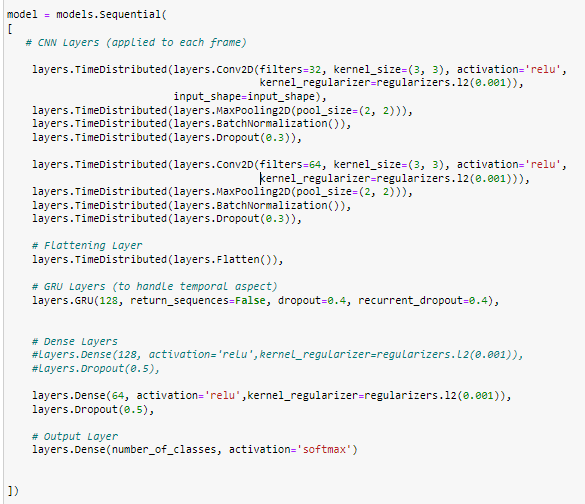 model = models.Sequential(
[
# CNN Layers (applied to each frame)
layers.TimeDistributed(layers.Conv2D(filters=32, kernel_size=(3, 3), activation='relu',
kernel_regularizer=regularizers.l2(0.001)),
input_shape=input_shape),
layers.TimeDistributed(layers.MaxPooling2D(pool_size=(2, 2))),
layers.TimeDistributed(layers.BatchNormalization()),
layers.TimeDistributed(layers.Dropout(0.3)),
layers.TimeDistributed(layers.Conv2D(filters=64, kernel_size=(3, 3), activation='relu',
kernel_regularizer=regularizers.l2(0.001))),
layers.TimeDistributed(layers.MaxPooling2D(pool_size=(2, 2))),
layers.TimeDistributed(layers.BatchNormalization()),
layers.TimeDistributed(layers.Dropout(0.3)),
# Flattening Layer
layers.TimeDistributed(layers.Flatten()),
# GRU Layers (to handle temporal aspect)
layers.GRU(128, return_sequences=False, dropout=0.4, recurrent_dropout=0.4),
# Dense Layers
#layers.Dense(128, activation='relu',kernel_regularizer=regularizers.l2(0.001)),
#layers.Dropout(0.5),
layers.Dense(64, activation='relu',kernel_regularizer=regularizers.l2(0.001)),
layers.Dropout(0.5),
# Output Layer
layers.Dense(number_of_classes, activation='softmax')
])